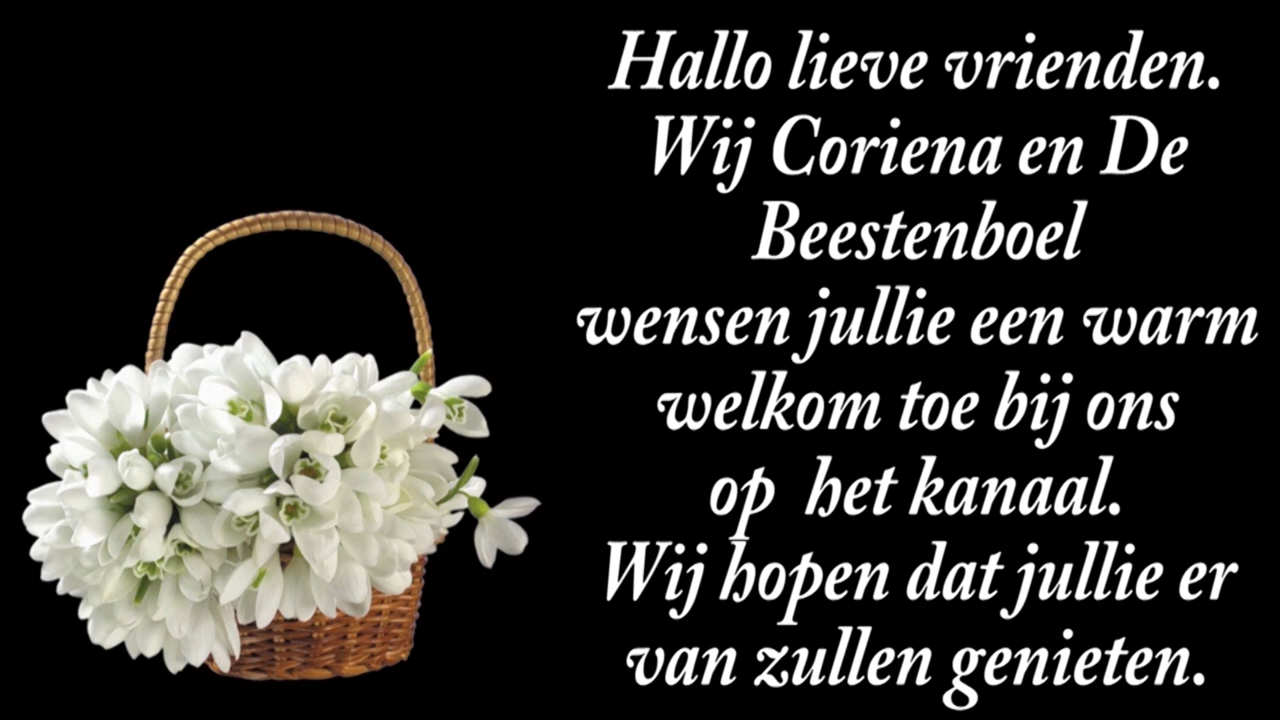 Hallo lieve vrienden.
Wij Coriena en De
Beestenboel
wensen jullie een warm
welkom toe bij ons
op het kanaal.
Wij hopen dat jullie er
van zullen genieten.